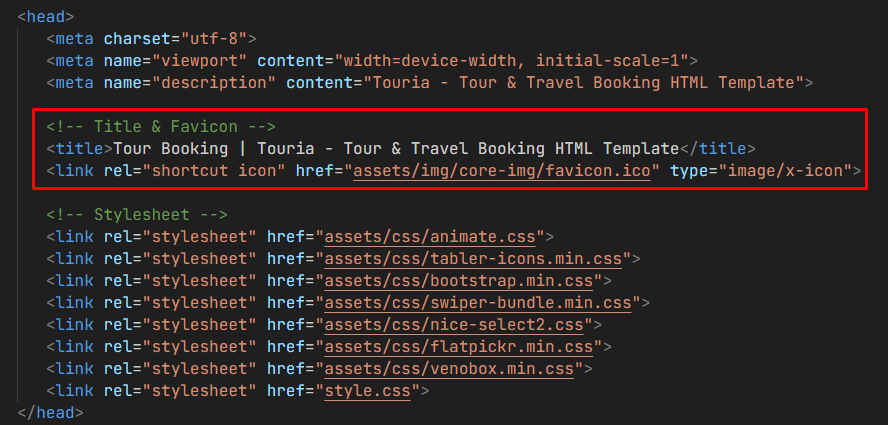 <head>
<meta charset="utf-8">
<meta name="viewport" content="width=device-width, initial-scale=1">
<meta name="description" content="Touria - Tour & Travel Booking HTML Template">
<!-- Title & Favicon -->
<title>Tour Booking | Touria - Tour & Travel Booking HTML Template</title>
<link rel="shortcut icon" href="assets/img/core-img/favicon.ico" type="image/x-icon">
<!-- Stylesheet -->
<link rel="stylesheet" href="assets/css/animate.css">
<link rel="stylesheet" href="assets/css/tabler-icons.min.css">
<link rel="stylesheet" href="assets/css/bootstrap.min.css">
<link rel="stylesheet" href="assets/css/swiper-bundle.min.css">
<link rel="stylesheet" href="assets/css/nice-select2.css">
<link rel="stylesheet" href="assets/css/flatpickr.min.css">
<link rel="stylesheet" href="assets/css/venobox.min.css">
<link rel="stylesheet" href="style.css">
</head>